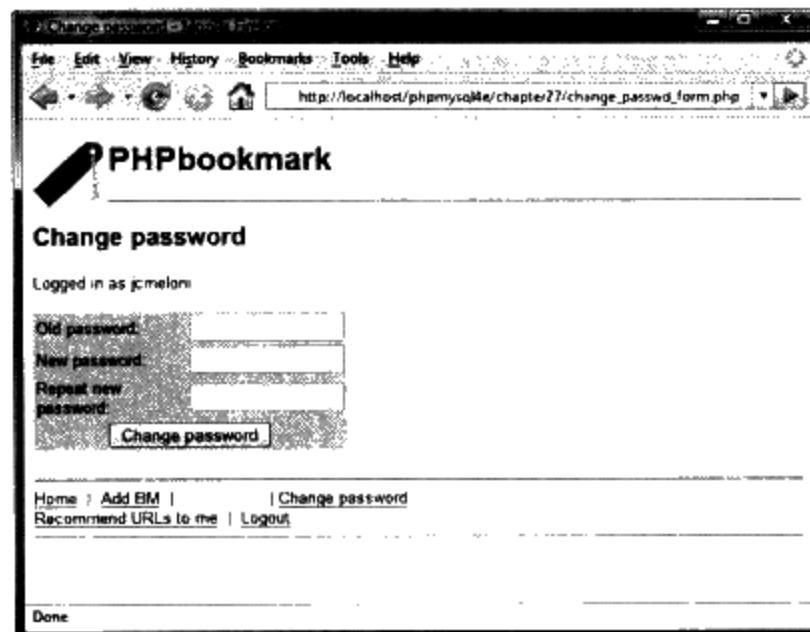 Change password - Mozilla Firefox
File Edit View History Bookmarks Tools Help
http://localhost/phpmysql4e/chapter27/change_passwd_form.php
PHPbookmark
Change password
Logged in as jcmeloni
Old password:
New password:
Repeat new
password:
Change password
Home | Add BM | | Change password
Recommend URLs to me | Logout
Done